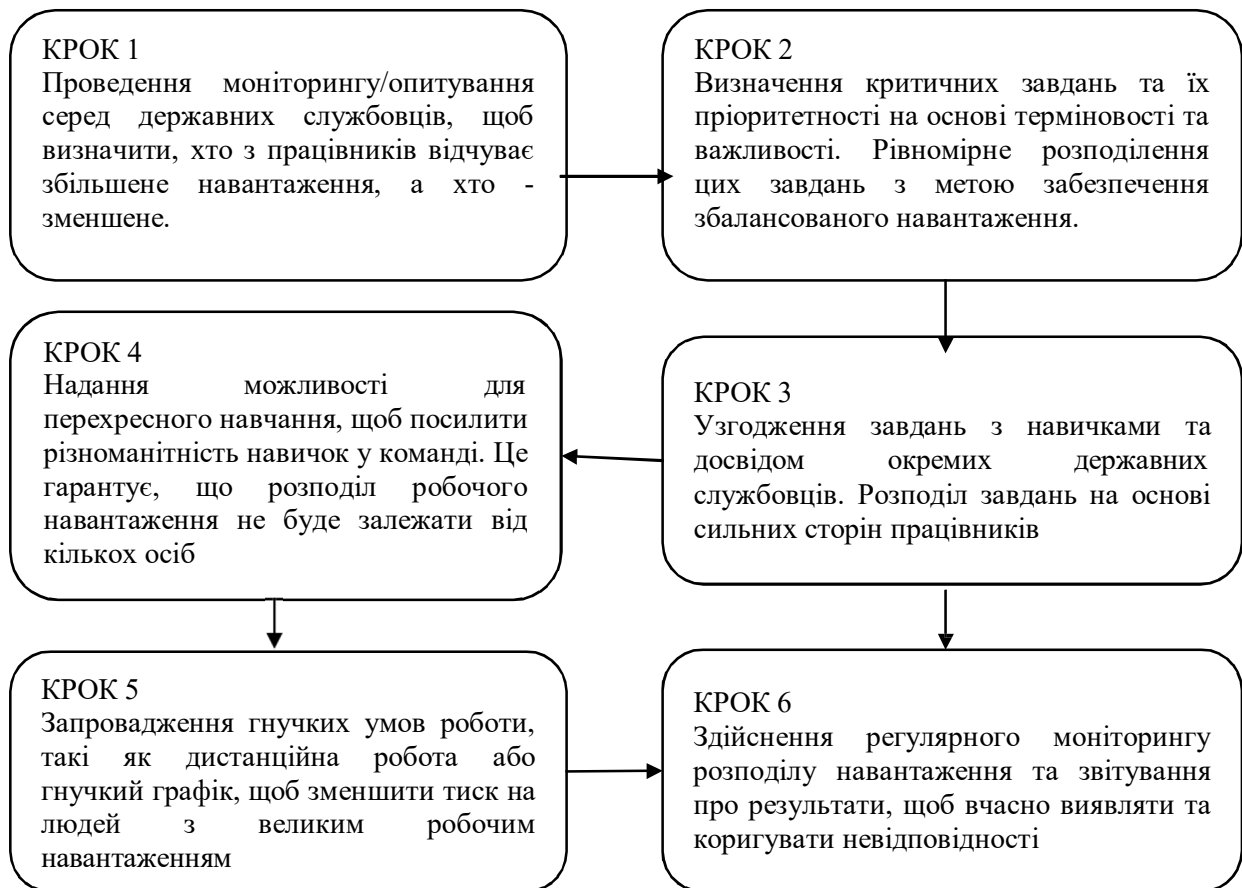 КРОК 1
Проведення моніторингу/опитування
серед державних службовців, щоб
визначити, хто з працівників відчуває
збільшене навантаження, а хто -
зменшене.
КРОК 2
Визначення критичних завдань та їх
пріоритетності на основі терміновості та
важливості. Рівномірне розподілення
цих завдань з метою забезпечення
збалансованого навантаження.
КРОК 3
Узгодження завдань з навичками та
досвідом окремих державних
службовців. Розподіл завдань на основі
сильних сторін працівників
КРОК 4
Надання можливості для
перехресного навчання, щоб посилити
різноманітність навичок у команді. Це
гарантує, що розподіл робочого
навантаження не буде залежати від
кількох осіб
КРОК 5
Запровадження гнучких умов роботи,
такі як дистанційна робота або
гнучкий графік, щоб зменшити тиск на
людей з великим робочим
навантаженням
КРОК 6
Здійснення регулярного моніторингу
розподілу навантаження та звітування
про результати, щоб вчасно виявляти та
коригувати невідповідності